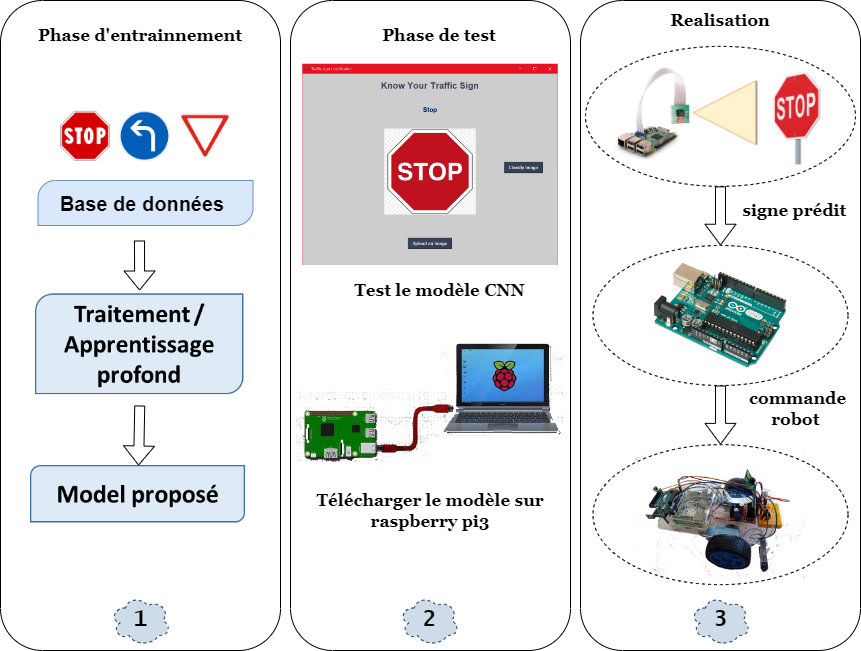 Phase d'entrainnement
STOP
Base de données
Traitement /
Apprentissage
profond
Model proposé
1
Phase de test
Know Your Traffic Sign
Stop
STOP
Classify Image
Upload an image
Test le modèle CNN
Télécharger le modèle sur
raspberry pi3
2
Realisation
STOP
signe prédit
commande
robot
3